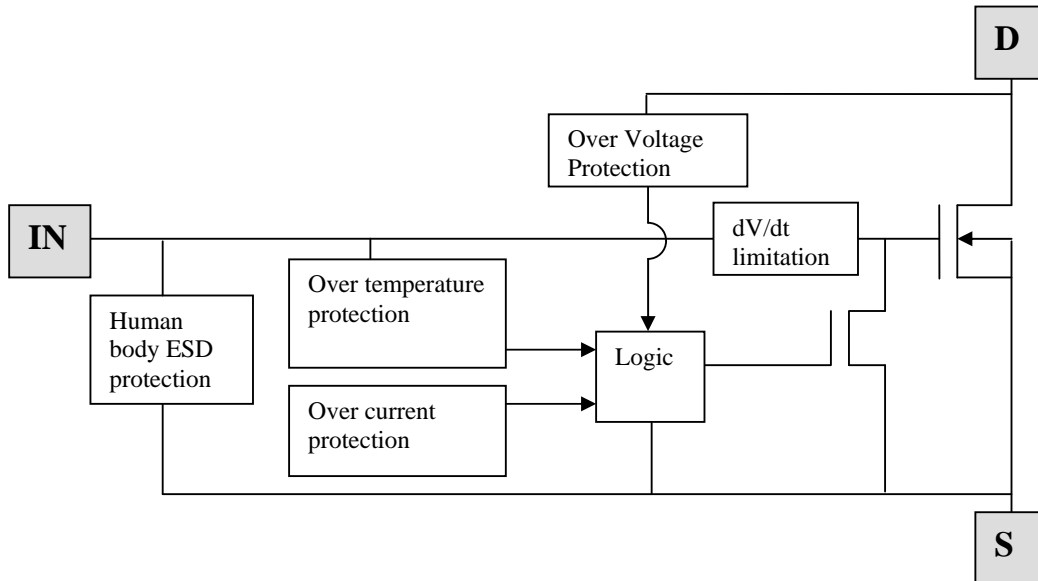 D
Over Voltage
Protection
IN
dV/dt
limitation
Over temperature
protection
Human
body ESD
protection
Logic
Over current
protection
S